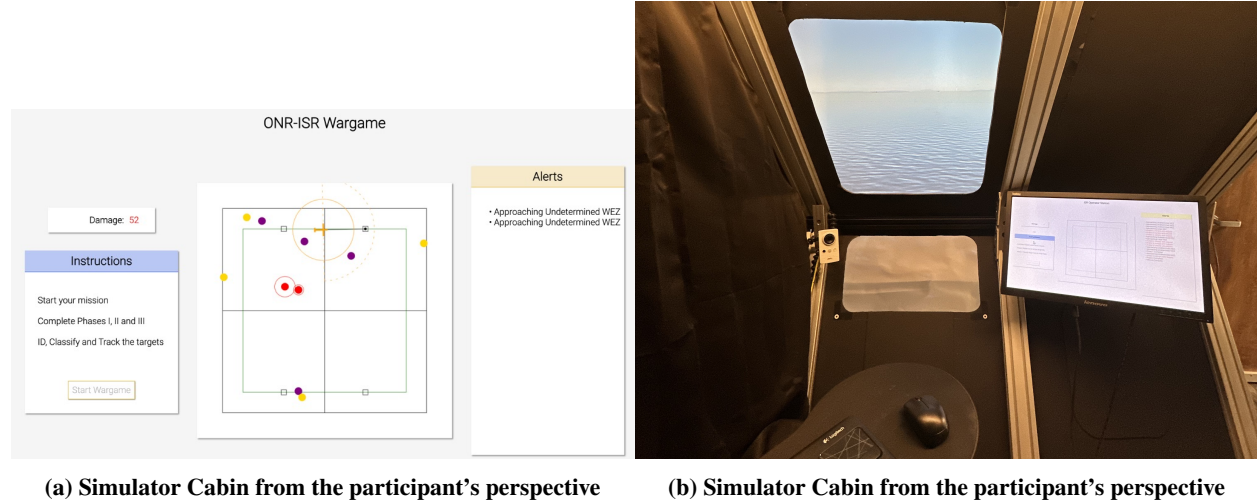 ONR-ISR Wargame
Damage: 52
Instructions
Start your mission
Complete Phases I, II and III
ID, Classify and Track the targets
Start Wargame
Alerts
• Approaching Undetermined WEZ
• Approaching Undetermined WEZ
Logitech
(a) Simulator Cabin from the participant's perspective
(b) Simulator Cabin from the participant's perspective